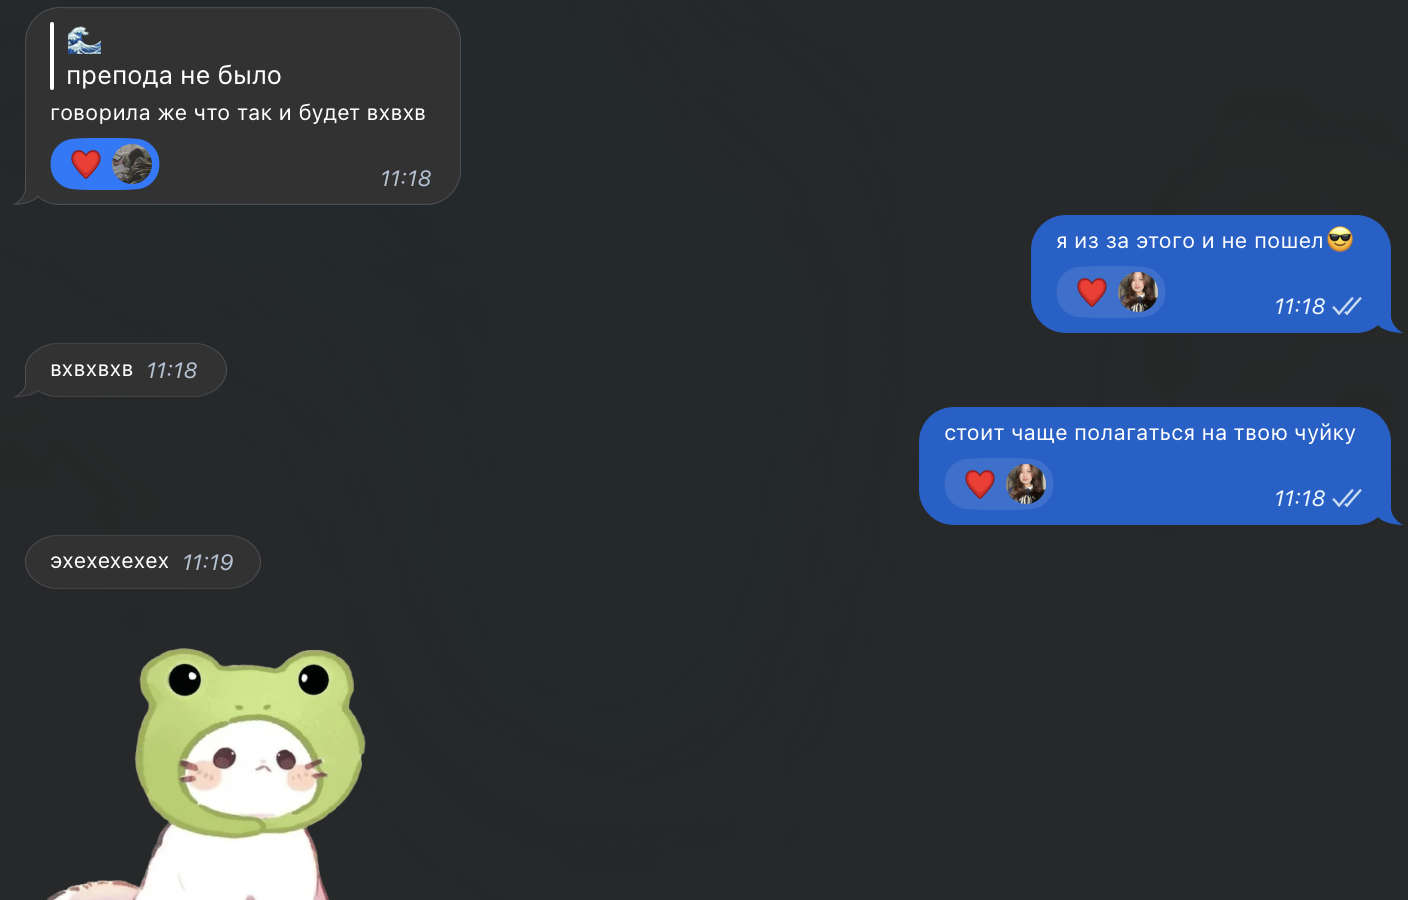 🌊
препода не было
говорила же что так и будет вхвхв
❤️
11:18
я из за этого и не пошел😎
❤️
11:18
вхвхвхв 11:18
стоит чаще полагаться на твою чуйку
❤️
11:18
эхехехехех 11:19